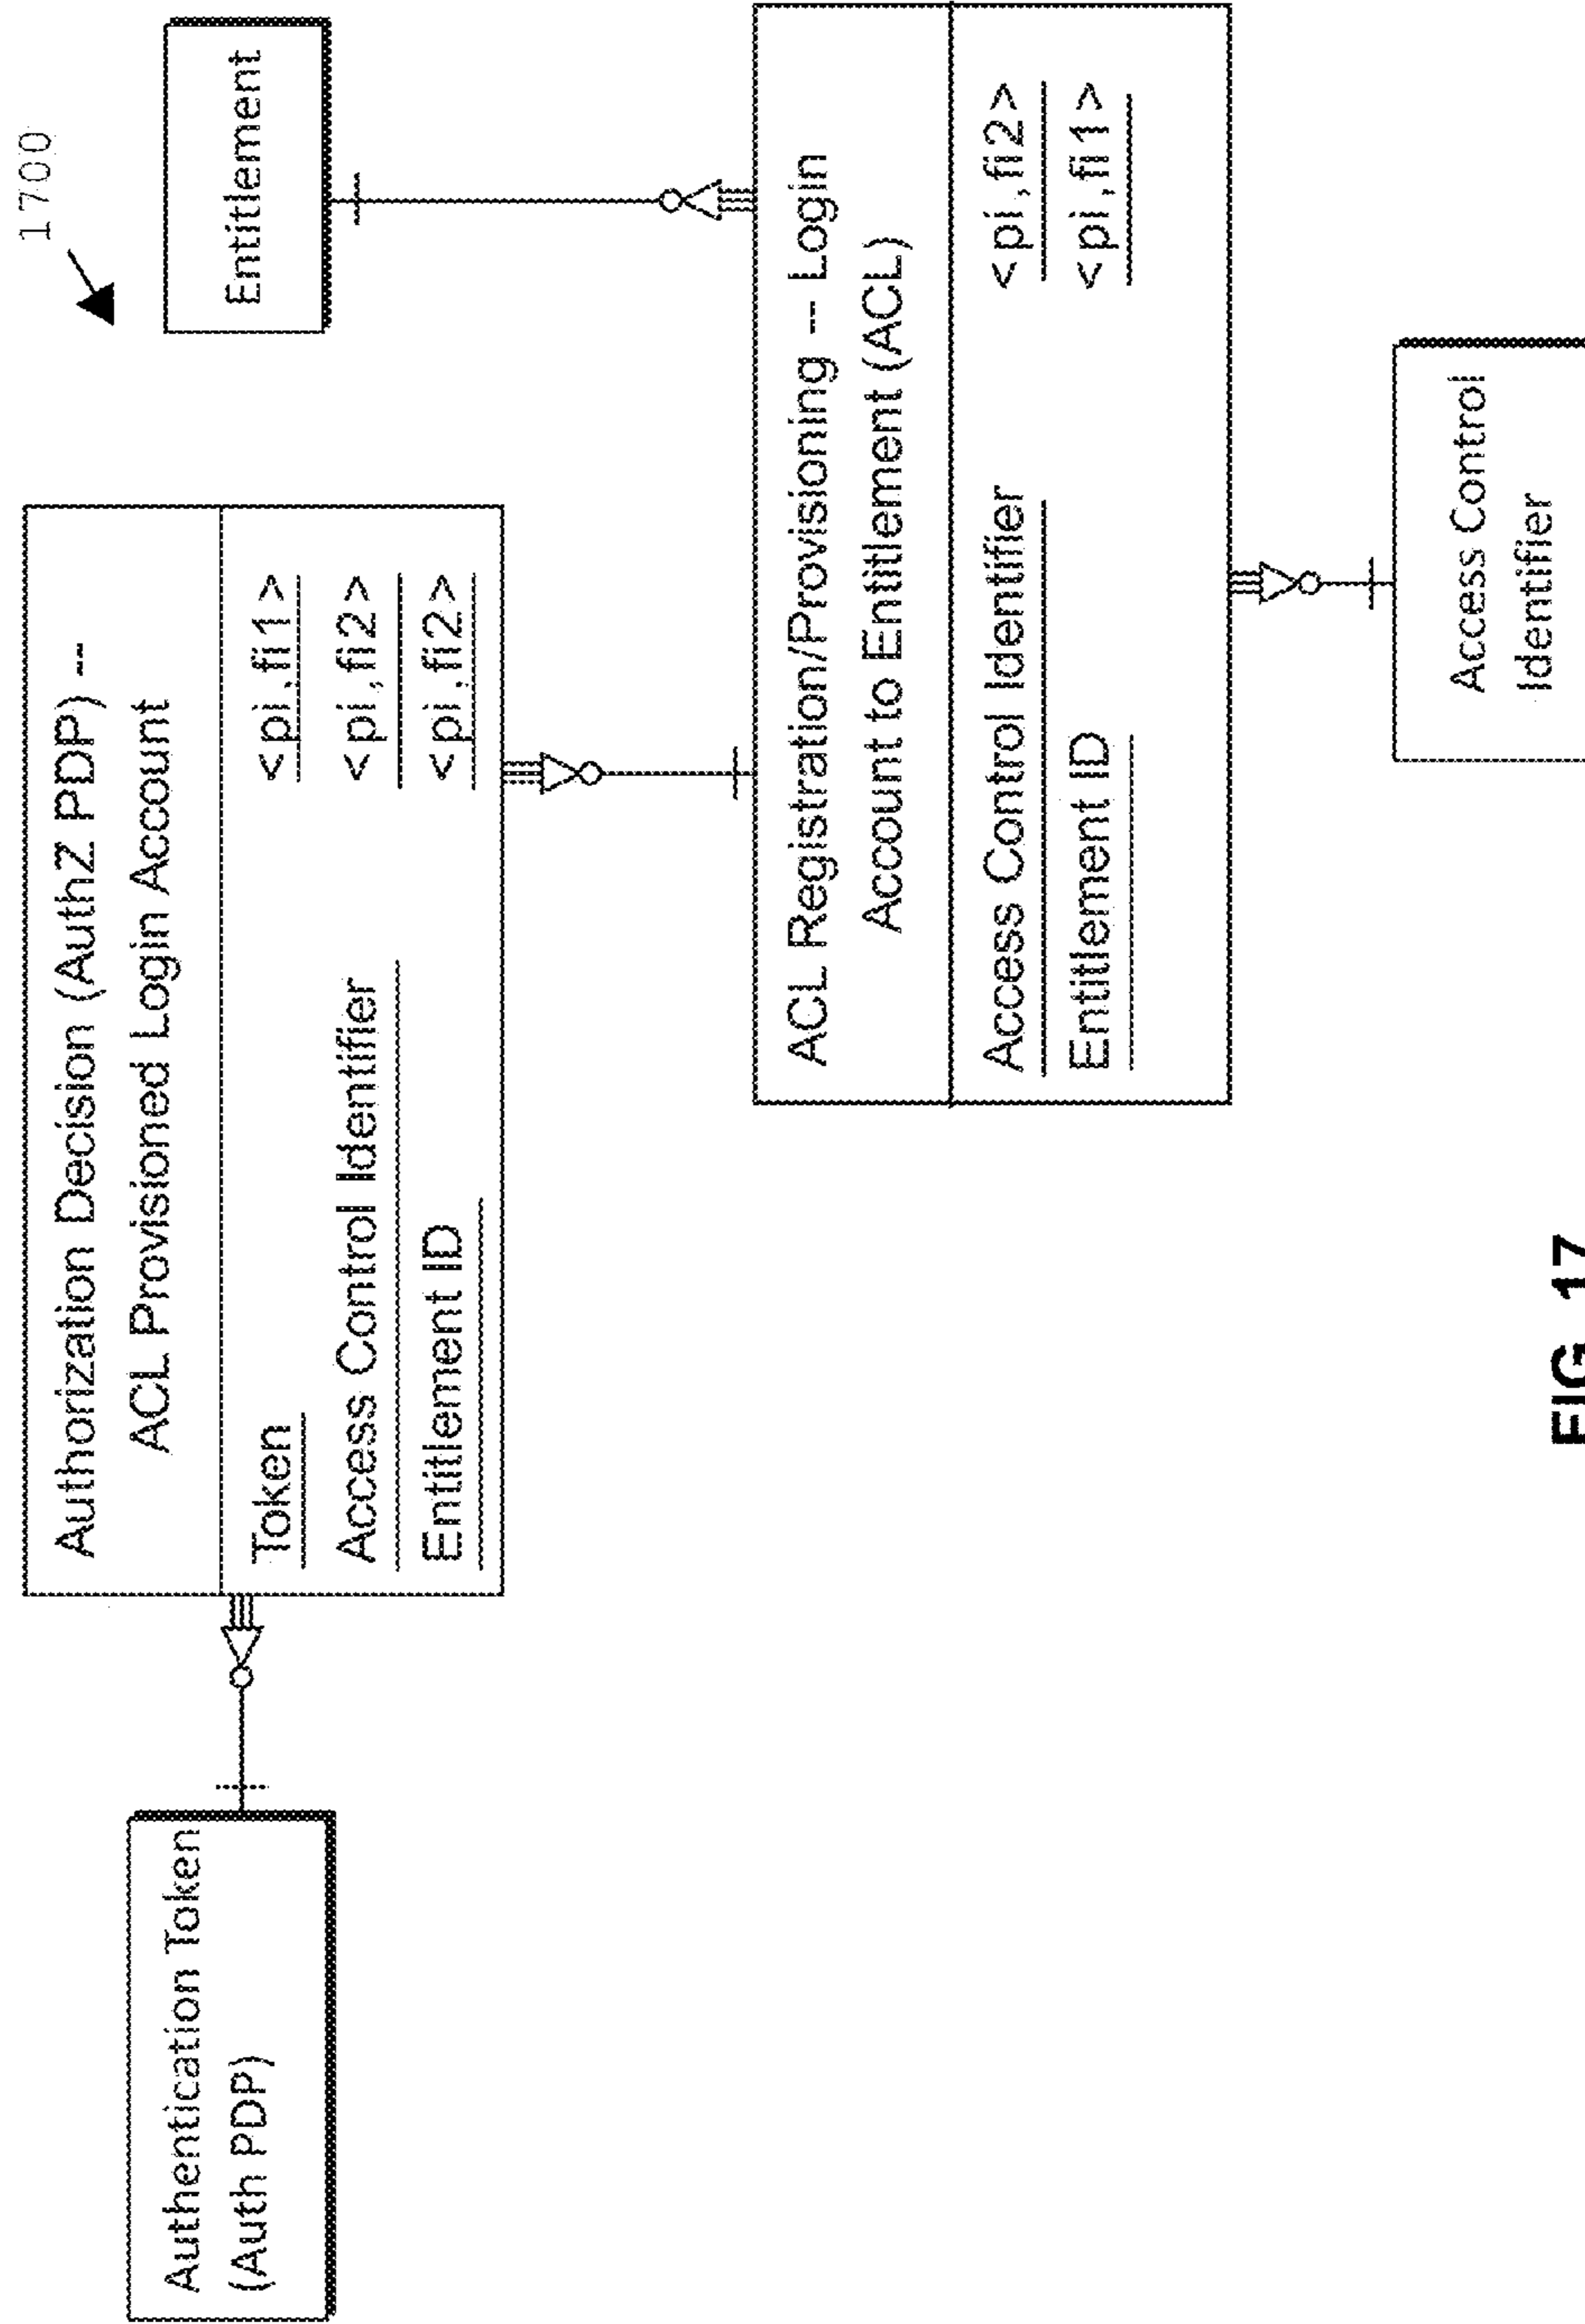 1700
Authentication Token
(Auth PDP)
Authorization Decision (AuthZ PDP) --
ACL Provisioned Login Account
Token <pi,fi1>
Access Control Identifier <pi,fi2>
Entitlement ID <pi,fi2>
Entitlement
ACL Registration/Provisioning -- Login
Account to Entitlement (ACL)
Access Control Identifier <pi,fi2>
Entitlement ID <pi,fi1>
Access Control
Identifier
FIG. 17